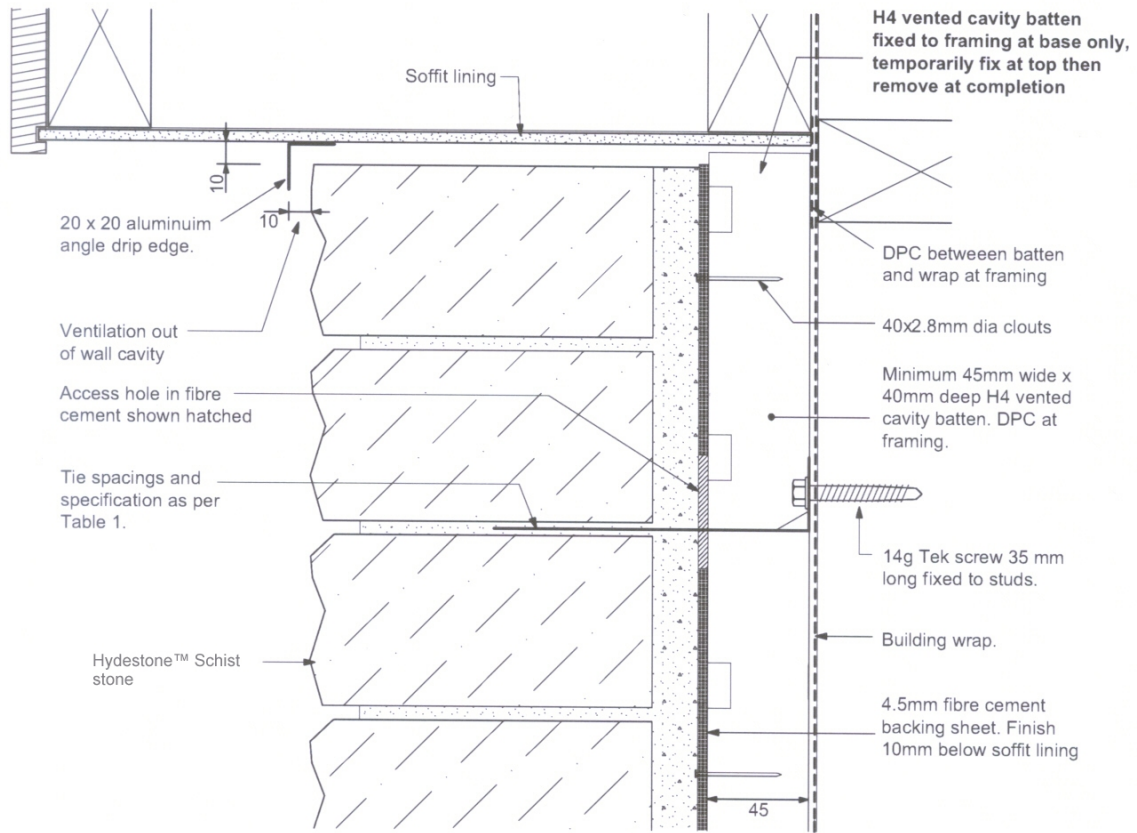 H4 vented cavity batten
fixed to framing at base only,
temporarily fix at top then
remove at completion
Soffit lining
10
20 x 20 aluminuim
angle drip edge.
10
DPC betweeen batten
and wrap at framing
Ventilation out
of wall cavity
40x2.8mm dia clouts
Access hole in fibre
cement shown hatched
Minimum 45mm wide x
40mm deep H4 vented
cavity batten. DPC at
framing.
Tie spacings and
specification as per
Table 1.
14g Tek screw 35 mm
long fixed to studs.
Building wrap.
Hydestone™ Schist
stone
4.5mm fibre cement
backing sheet. Finish
10mm below soffit lining
45